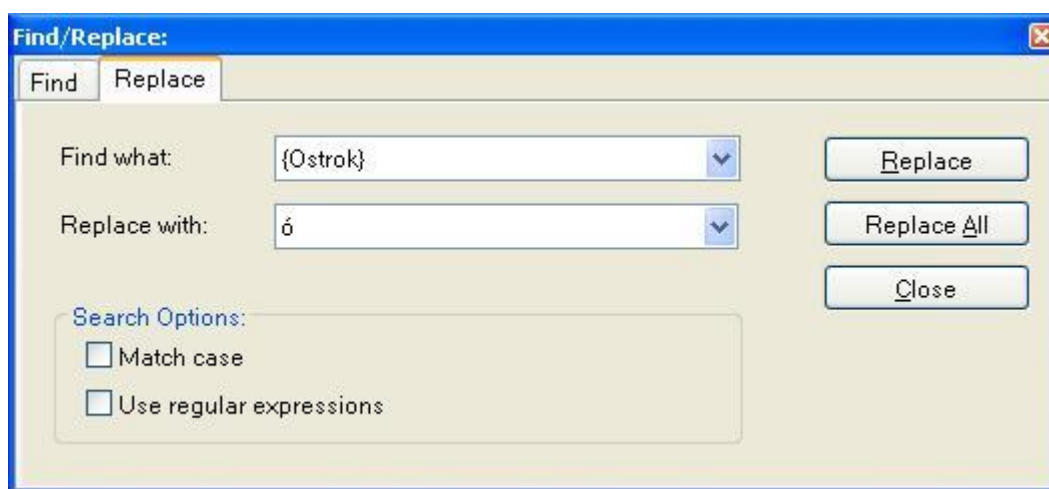 Find/Replace:
Find Replace
Find what: {Ostrok} Replace
Replace with: ó Replace All
Close
Search Options:
Match case
Use regular expressions